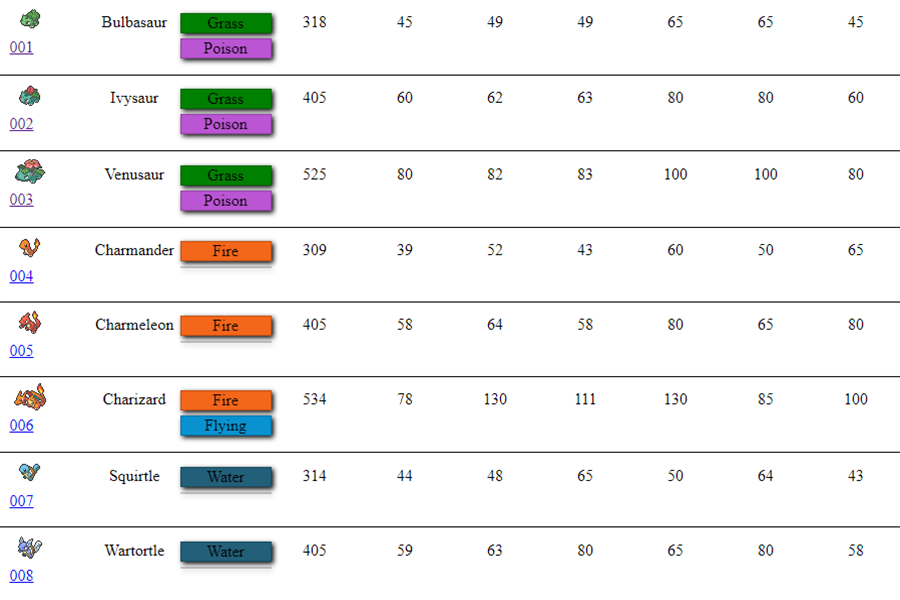 Bulbasaur Grass 318 45 49 49 65 65 45
001 Poison
Ivysaur Grass 405 60 62 63 80 80 60
002 Poison
Venusaur Grass 525 80 82 83 100 100 80
003 Poison
Charmander Fire 309 39 52 43 60 50 65
004
Charmeleon Fire 405 58 64 58 80 65 80
005
Charizard Fire 534 78 130 111 130 85 100
006 Flying
Squirtle Water 314 44 48 65 50 64 43
007
Wartortle Water 405 59 63 80 65 80 58
008